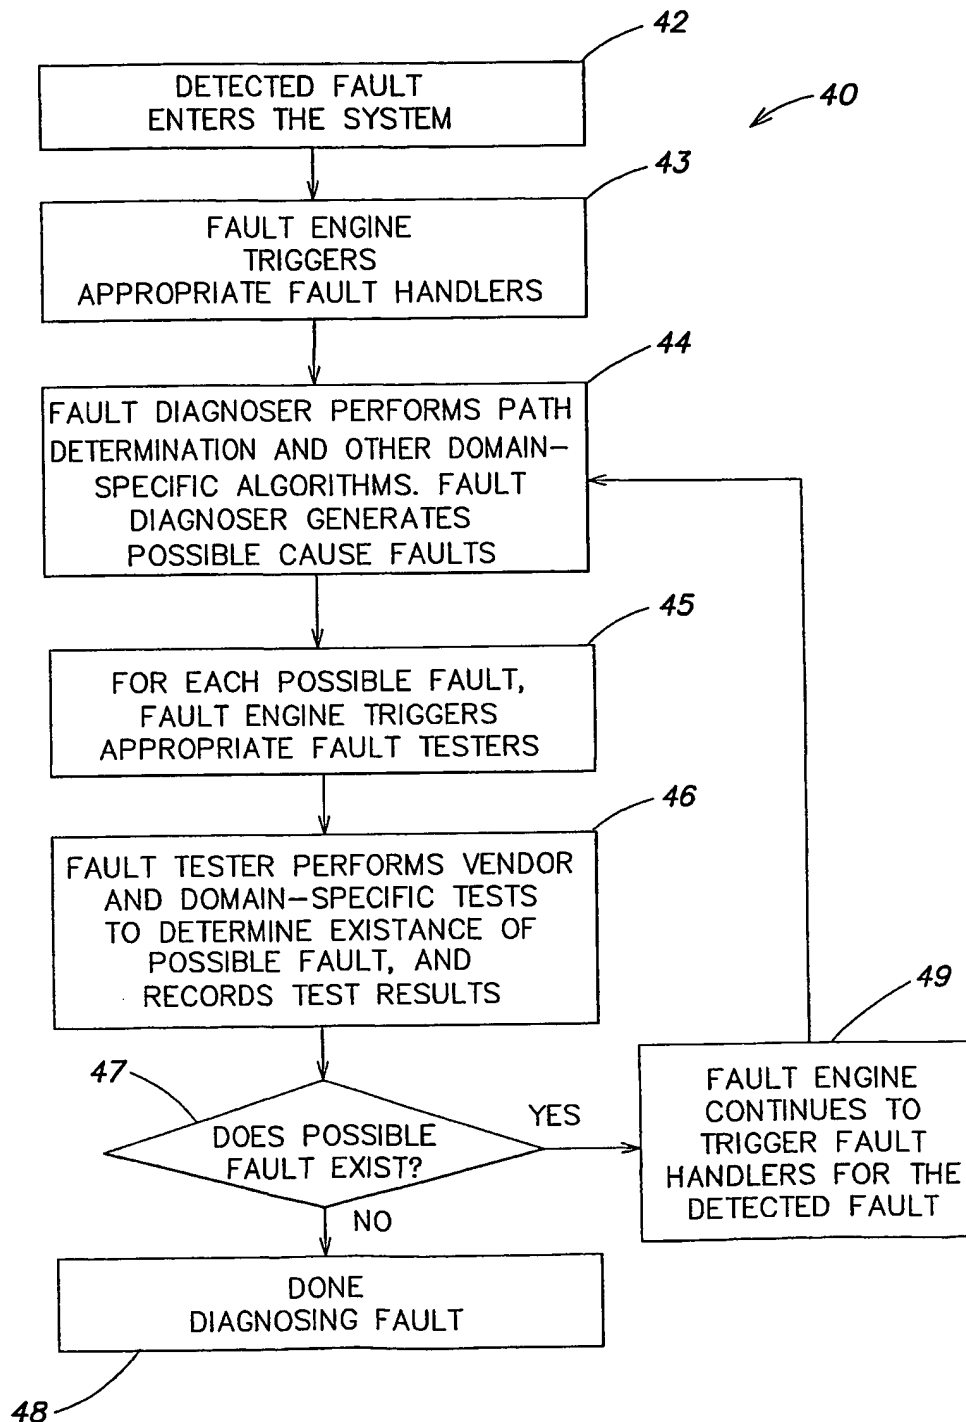 42
DETECTED FAULT
ENTERS THE SYSTEM
40
43
FAULT ENGINE
TRIGGERS
APPROPRIATE FAULT HANDLERS
44
FAULT DIAGNOSER PERFORMS PATH
DETERMINATION AND OTHER DOMAIN-
SPECIFIC ALGORITHMS. FAULT
DIAGNOSER GENERATES
POSSIBLE CAUSE FAULTS
45
FOR EACH POSSIBLE FAULT,
FAULT ENGINE TRIGGERS
APPROPRIATE FAULT TESTERS
46
FAULT TESTER PERFORMS VENDOR
AND DOMAIN-SPECIFIC TESTS
TO DETERMINE EXISTANCE OF
POSSIBLE FAULT, AND
RECORDS TEST RESULTS
47
DOES POSSIBLE
FAULT EXIST?
YES
49
FAULT ENGINE
CONTINUES TO
TRIGGER FAULT
HANDLERS FOR THE
DETECTED FAULT
NO
DONE
DIAGNOSING FAULT
48